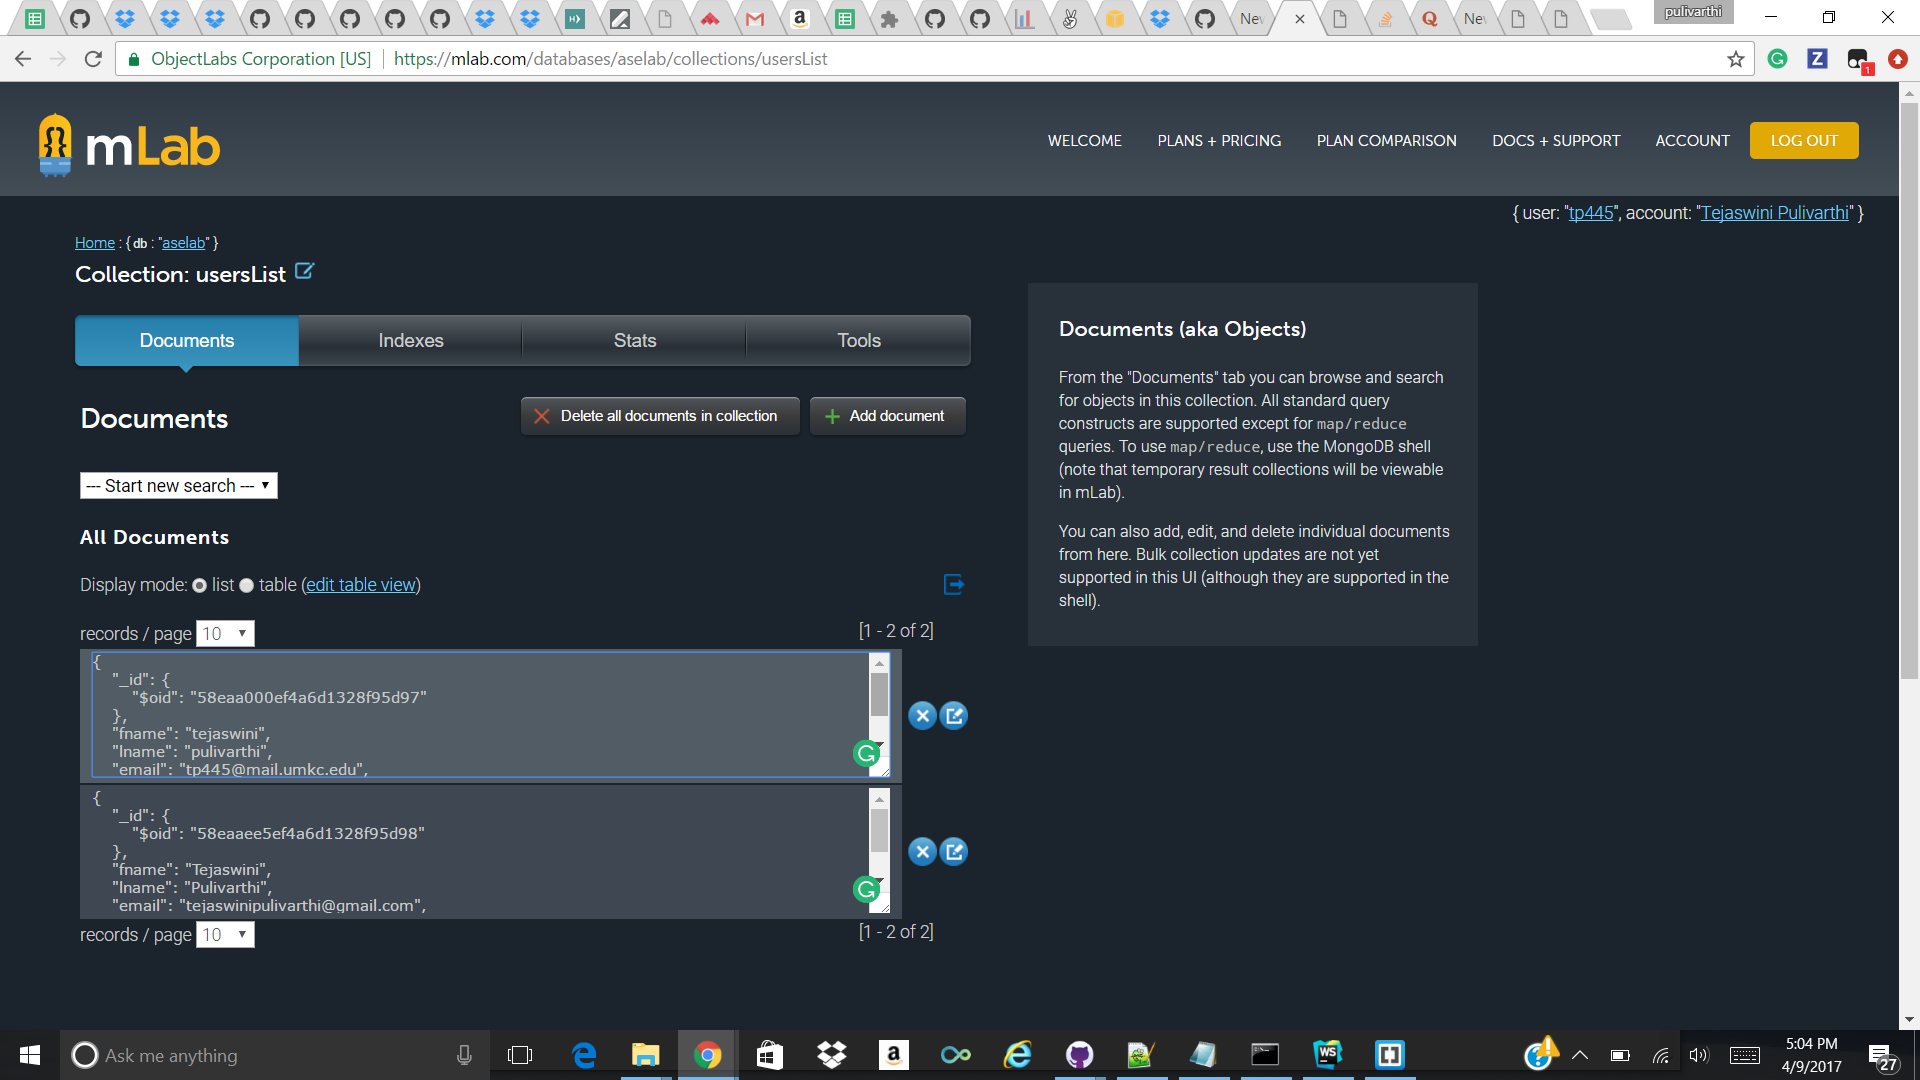 pulivarthi
Nev
Nev
ObjectLabs Corporation [US]
https://mlab.com/databases/aselab/collections/usersList
1
mLab
WELCOME
PLANS + PRICING
PLAN COMPARISON
DOCS + SUPPORT
ACCOUNT
LOG OUT
{ user: "tp445", account: "Tejaswini Pulivarthi" }
Home : { db : "aselab" }
Collection: usersList
Documents
Indexes
Stats
Tools
Documents
Delete all documents in collection
Add document
--- Start new search ---
All Documents
Display mode: list table (edit table view)
records / page 10
[1 - 2 of 2]
{
"_id": {
"$oid": "58eaa000ef4a6d1328f95d97"
},
"fname": "tejaswini",
"lname": "pulivarthi",
"email": "tp445@mail.umkc.edu",
{
"_id": {
"$oid": "58eaaee5ef4a6d1328f95d98"
},
"fname": "Tejaswini",
"lname": "Pulivarthi",
"email": "tejaswinipulivarthi@gmail.com",
records / page 10
[1 - 2 of 2]
Documents (aka Objects)
From the "Documents" tab you can browse and search
for objects in this collection. All standard query
constructs are supported except for map/reduce
queries. To use map/reduce, use the MongoDB shell
(note that temporary result collections will be viewable
in mLab).
You can also add, edit, and delete individual documents
from here. Bulk collection updates are not yet
supported in this UI (although they are supported in the
shell).
Ask me anything
WS
5:04 PM
4/9/2017
27